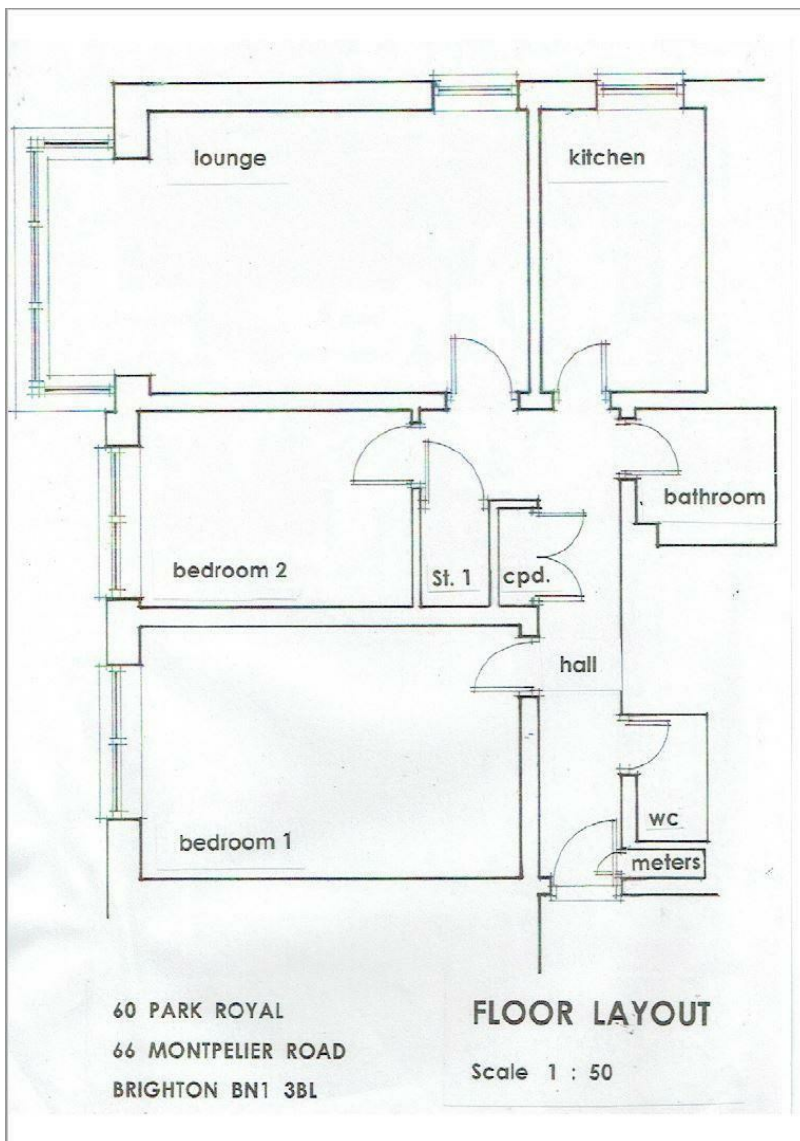 lounge
kitchen
bathroom
bedroom 2
St. 1
cpd.
hall
wc
bedroom 1
meters
60 PARK ROYAL
66 MONTPELIER ROAD
BRIGHTON BN1 3BL
FLOOR LAYOUT
Scale 1 : 50